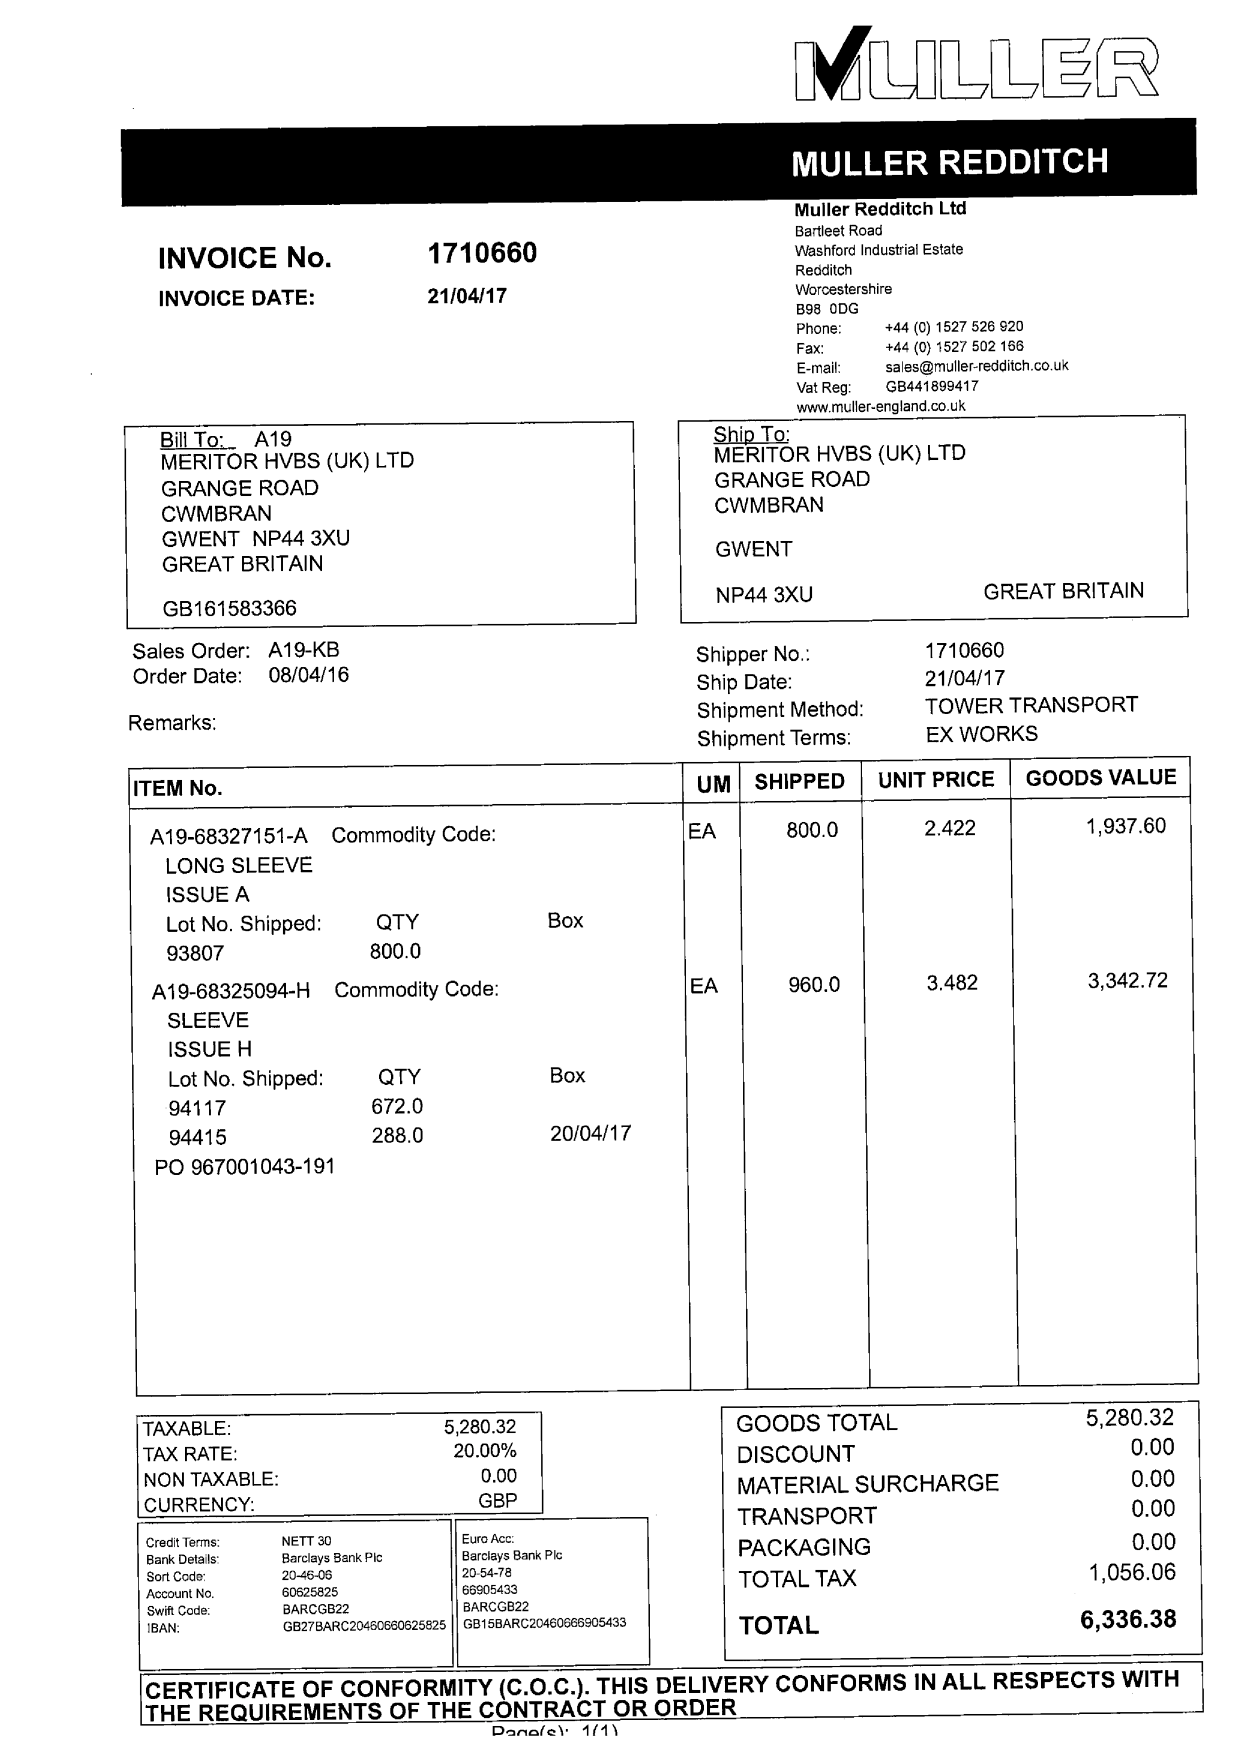 MULLER
MULLER REDDITCH
Muller Redditch Ltd
Bartleet Road
Washford Industrial Estate
Redditch
Worcestershire
B98 0DG
Phone: +44 (0) 1527 526 920
Fax: +44 (0) 1527 502 166
E-mail: sales@muller-redditch.co.uk
Vat Reg: GB441899417
www.muller-england.co.uk
INVOICE No. 1710660
INVOICE DATE: 21/04/17
Bill To: A19
MERITOR HVBS (UK) LTD
GRANGE ROAD
CWMBRAN
GWENT NP44 3XU
GREAT BRITAIN
GB161583366
Ship To:
MERITOR HVBS (UK) LTD
GRANGE ROAD
CWMBRAN
GWENT
NP44 3XU GREAT BRITAIN
Sales Order: A19-KB
Order Date: 08/04/16
Remarks:
Shipper No.: 1710660
Ship Date: 21/04/17
Shipment Method: TOWER TRANSPORT
Shipment Terms: EX WORKS
ITEM No. UM SHIPPED UNIT PRICE GOODS VALUE
A19-68327151-A Commodity Code: EA 800.0 2.422 1,937.60
LONG SLEEVE
ISSUE A
Lot No. Shipped: QTY Box
93807 800.0
A19-68325094-H Commodity Code: EA 960.0 3.482 3,342.72
SLEEVE
ISSUE H
Lot No. Shipped: QTY Box
94117 672.0
94415 288.0 20/04/17
PO 967001043-191
TAXABLE: 5,280.32
TAX RATE: 20.00%
NON TAXABLE: 0.00
CURRENCY: GBP
Credit Terms: NETT 30
Bank Details: Barclays Bank Plc
Sort Code: 20-46-06
Account No. 60625825
Swift Code: BARCGB22
IBAN: GB27BARC20460660625825
Euro Acc:
Barclays Bank Plc
20-54-78
66905433
BARCGB22
GB15BARC20460666905433
GOODS TOTAL 5,280.32
DISCOUNT 0.00
MATERIAL SURCHARGE 0.00
TRANSPORT 0.00
PACKAGING 0.00
TOTAL TAX 1,056.06
TOTAL 6,336.38
CERTIFICATE OF CONFORMITY (C.O.C.). THIS DELIVERY CONFORMS IN ALL RESPECTS WITH
THE REQUIREMENTS OF THE CONTRACT OR ORDER
Page(s): 1(1)